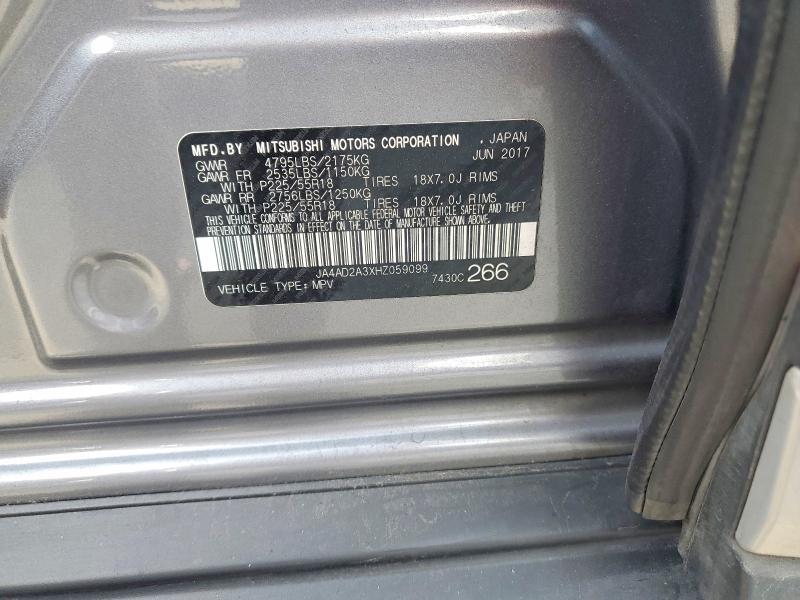 MFD.BY MITSUBISHI MOTORS CORPORATION . JAPAN
GVWR 4795LBS/2175KG JUN 2017
GAWR FR 2535LBS/1150KG
WITH P225/55R18 TIRES 18X7.0J RIMS
GAWR RR 2756LBS/1250KG
WITH P225/55R18 TIRES 18X7.0J RIMS
THIS VEHICLE CONFORMS TO ALL APPLICABLE FEDERAL MOTOR VEHICLE SAFETY AND THEFT
PREVENTION STANDARDS IN EFFECT ON THE DATE OF MANUFACTURE SHOWN ABOVE.
JA4AD2A3XHZ059099
VEHICLE TYPE: MPV 7430C 266